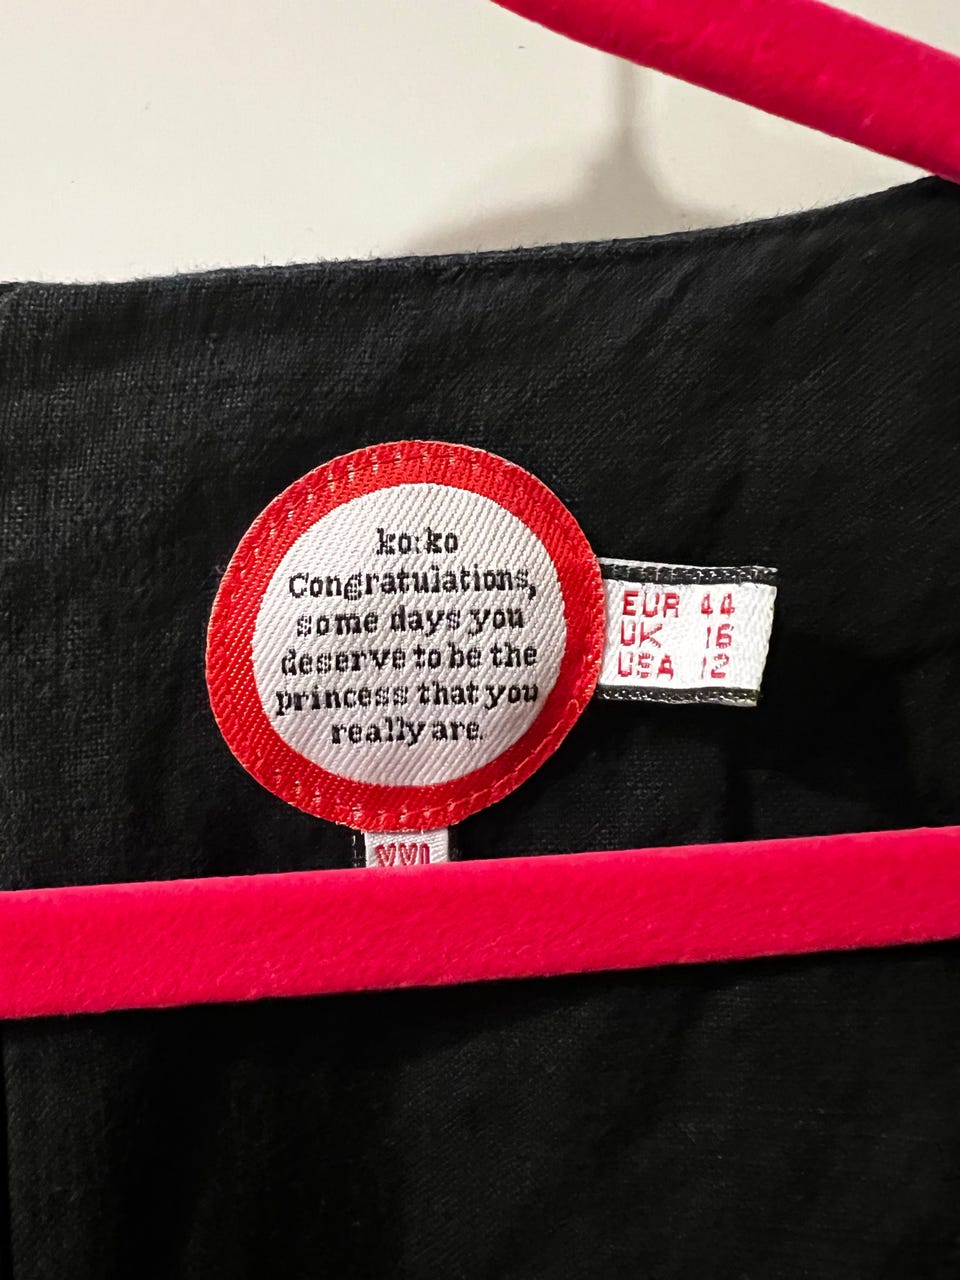 ko:ko
Congratulations,
some days you
deserve to be the
princess that you
really are.
EUR 44
UK 16
USA 12